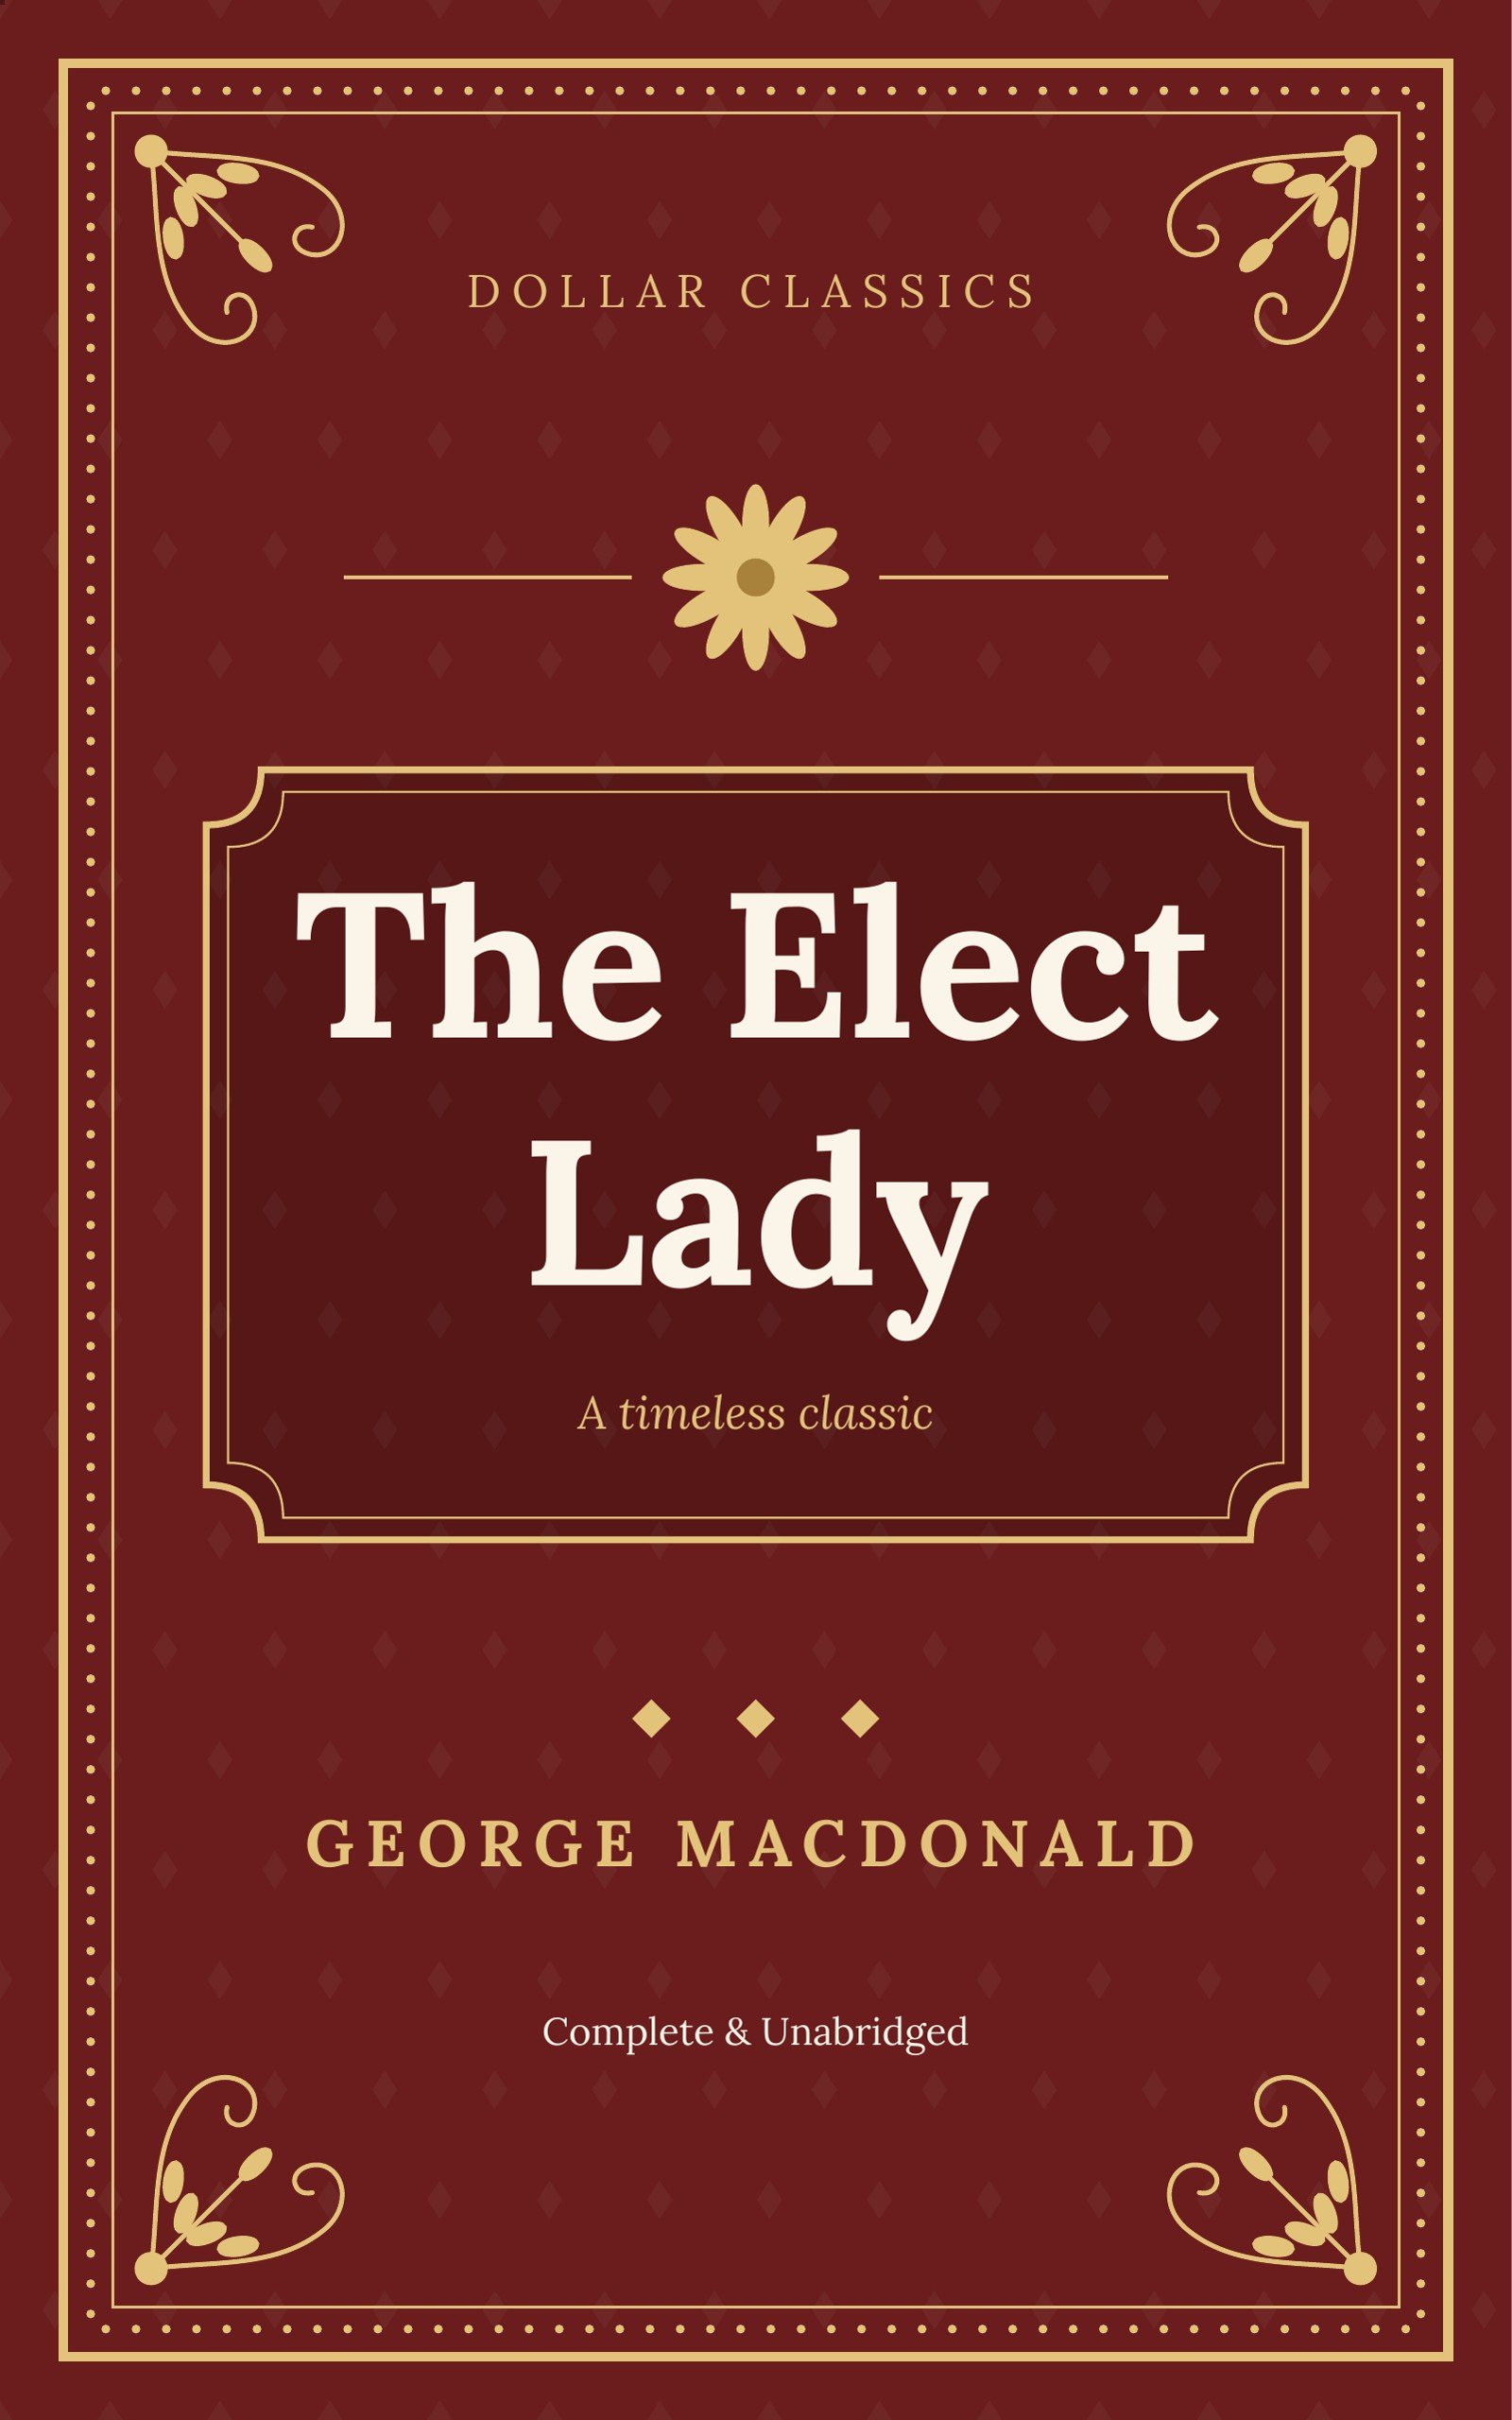 DOLLAR CLASSICS
The Elect
Lady
A timeless classic
GEORGE MACDONALD
Complete & Unabridged